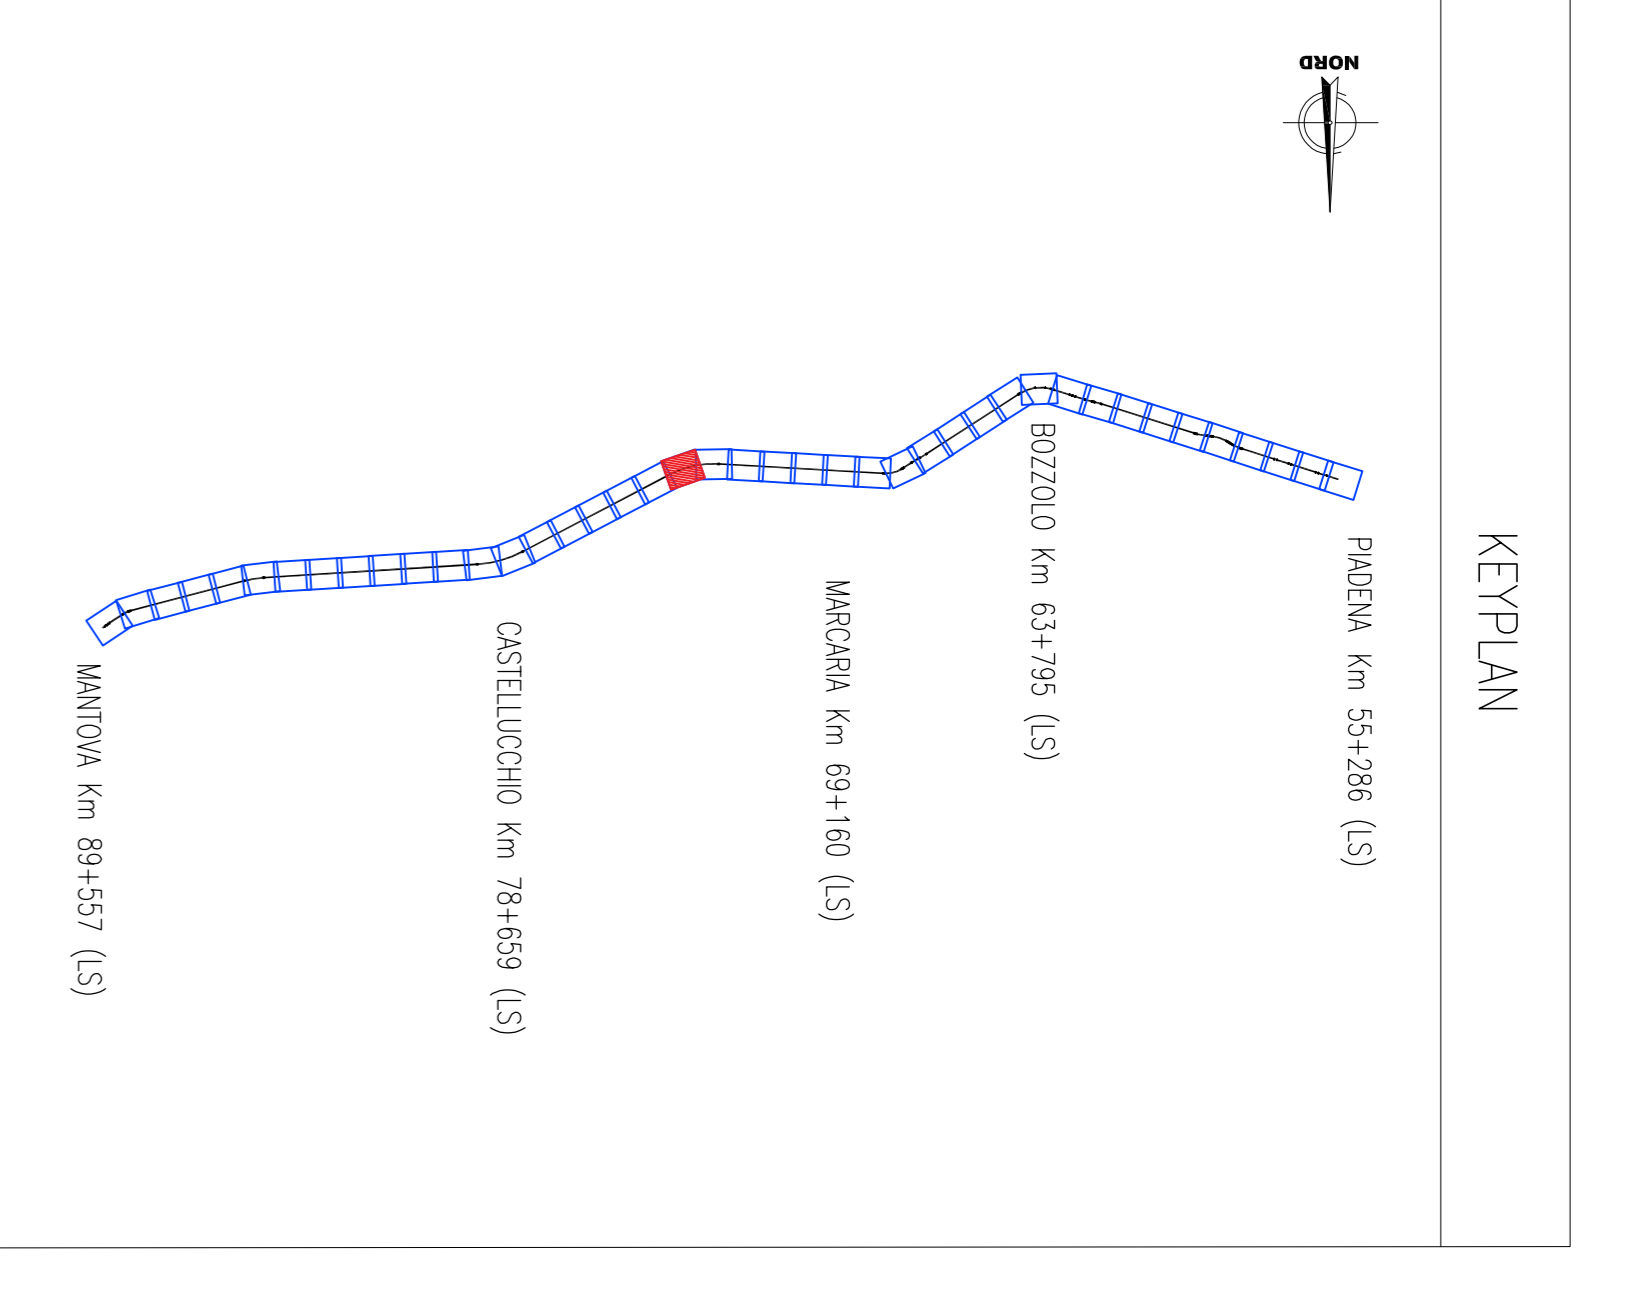 KEYPLAN
NORD
PIADENA Km 55+286 (LS)
BOZZOLO Km 63+795 (LS)
MARCARIA Km 69+160 (LS)
CASTELLUCCHIO Km 78+659 (LS)
MANTOVA Km 89+557 (LS)